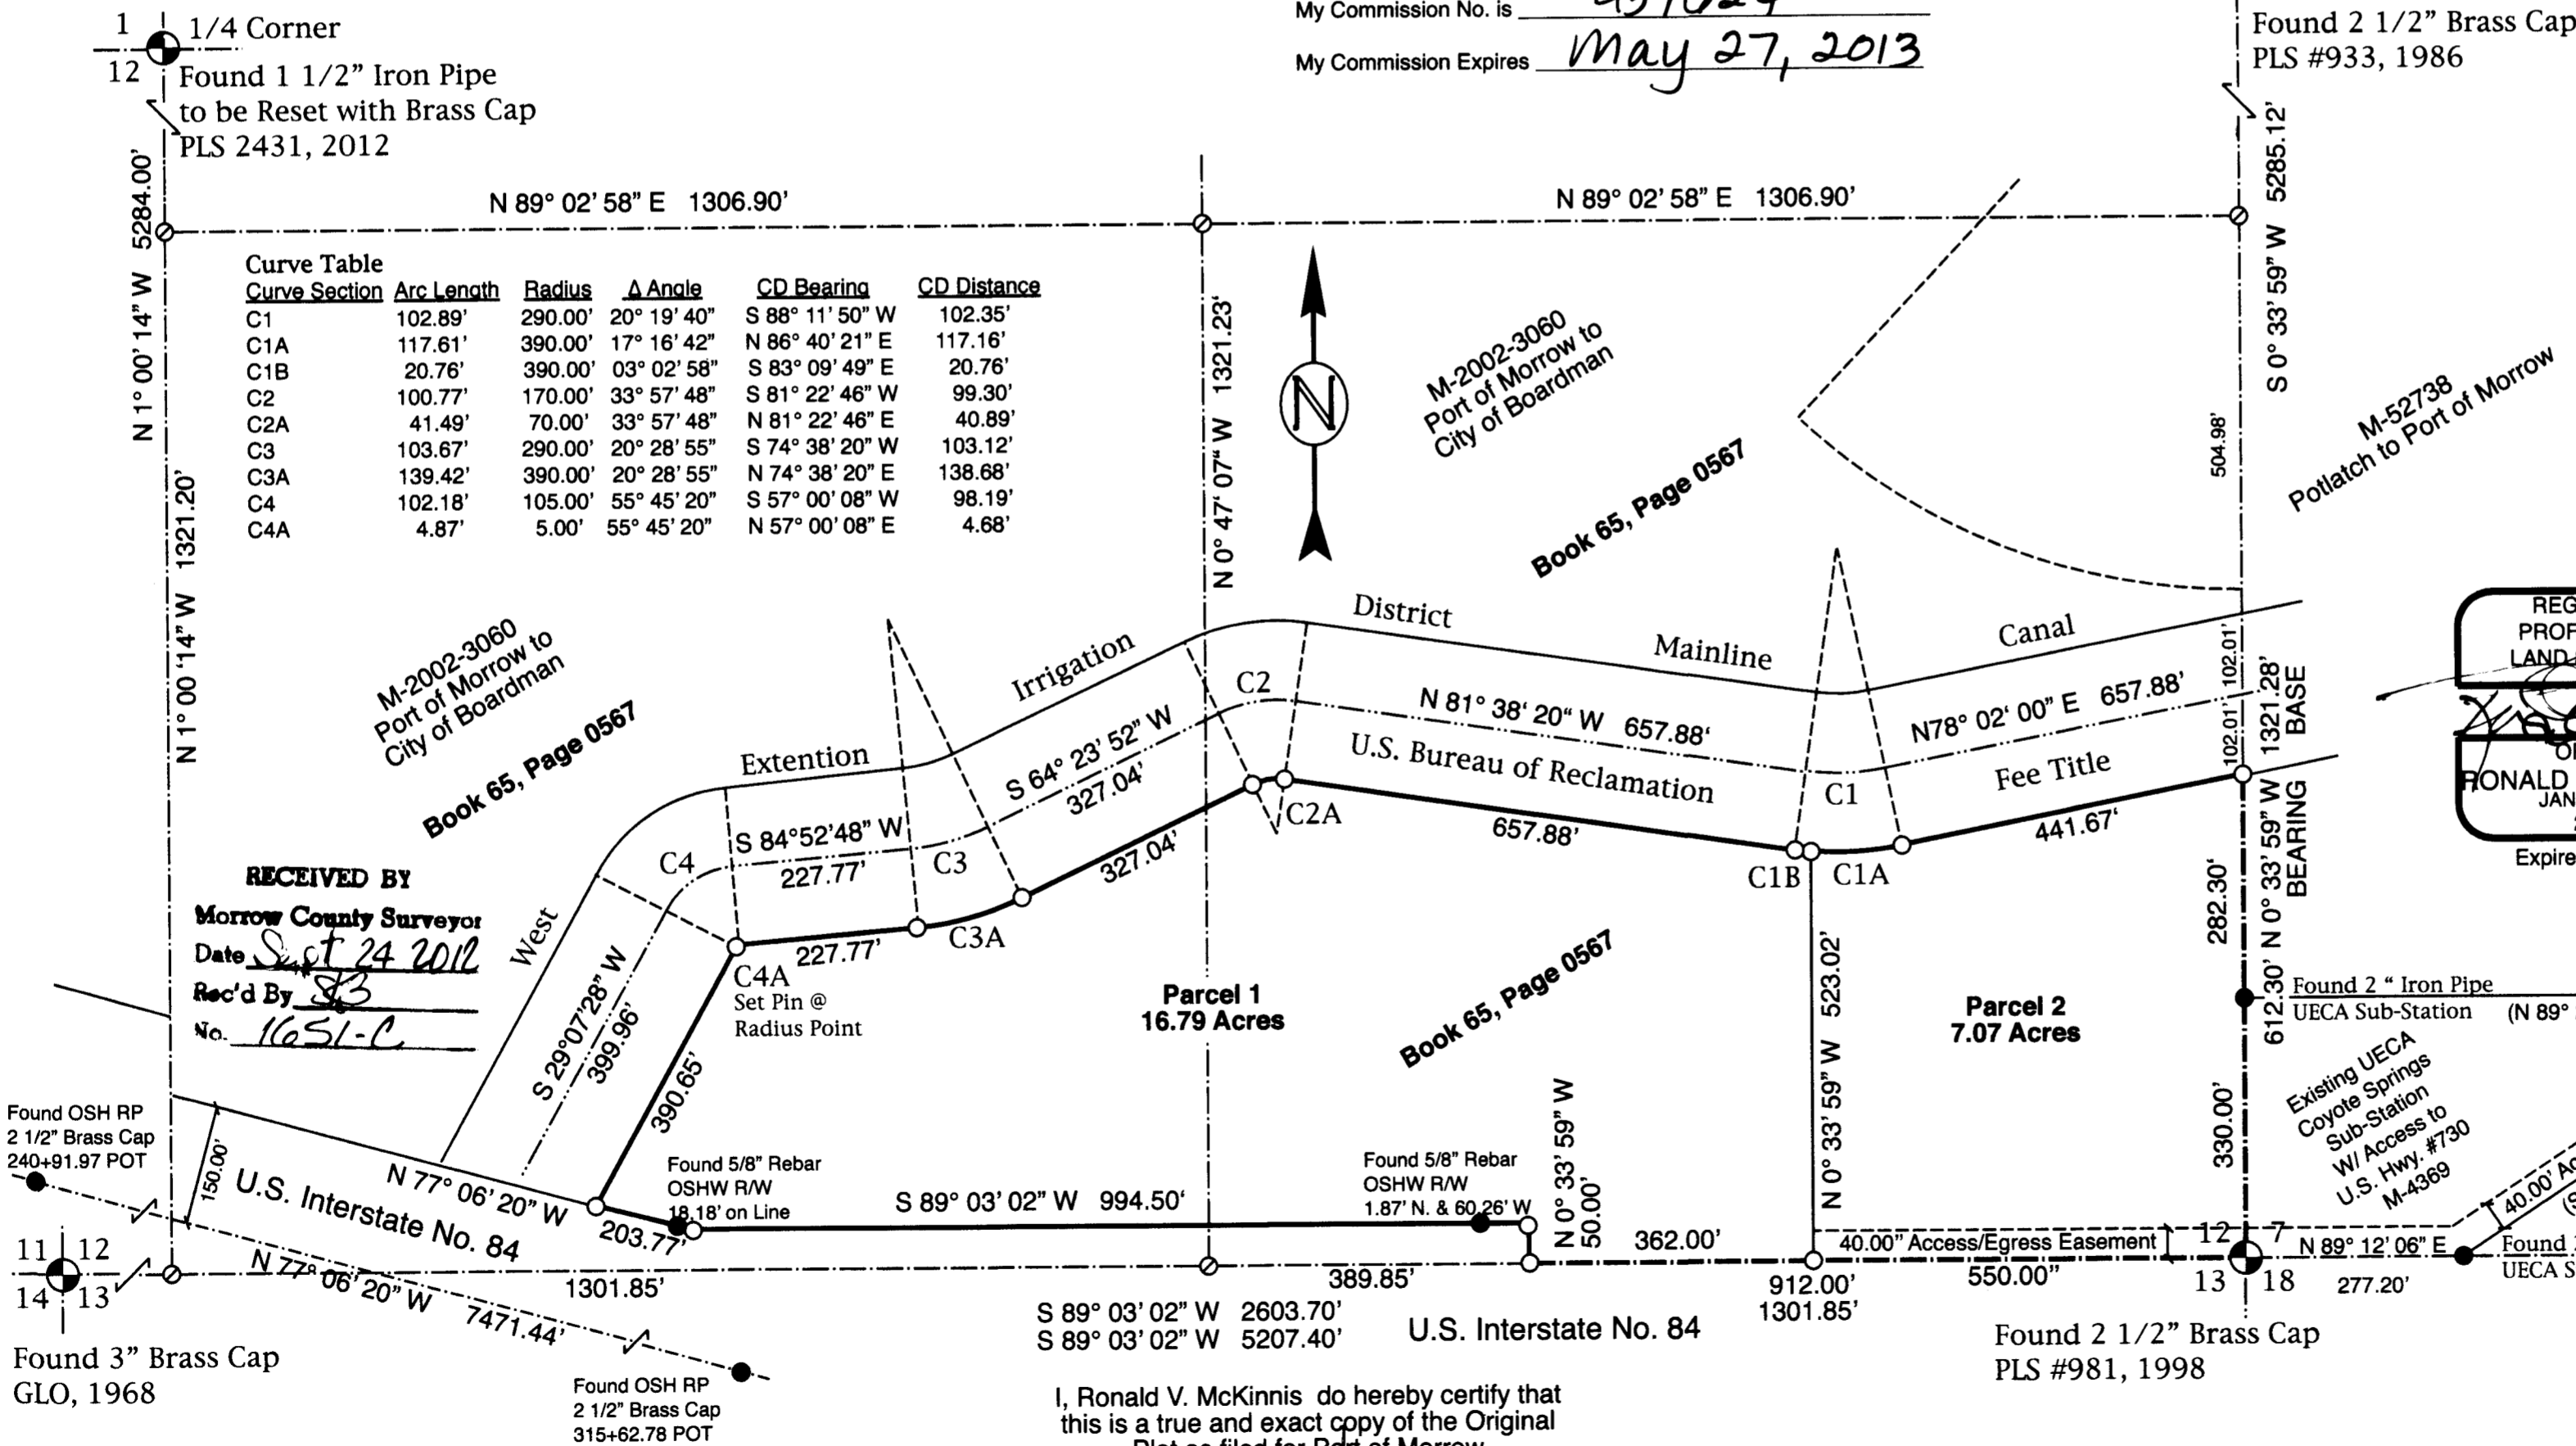 My Commission No. is
My Commission Expires May 27, 2013
1
12
1/4 Corner
Found 1 1/2” Iron Pipe
to be Reset with Brass Cap
PLS 2431, 2012
Found 2 1/2” Brass Cap
PLS #933, 1986
N 1° 00' 14” W 5284.00'
N 89° 02' 58” E 1306.90'
N 89° 02' 58” E 1306.90'
S 0° 33' 59” W 5285.12'
Curve Table
Curve Section Arc Length Radius Δ Angle CD Bearing CD Distance
C1 102.89' 290.00' 20° 19' 40” S 88° 11' 50” W 102.35'
C1A 117.61' 390.00' 17° 16' 42” N 86° 40' 21” E 117.16'
C1B 20.76' 390.00' 03° 02' 58” S 83° 09' 49” E 20.76'
C2 100.77' 170.00' 33° 57' 48” S 81° 22' 46” W 99.30'
C2A 41.49' 70.00' 33° 57' 48” N 81° 22' 46” E 40.89'
C3 103.67' 290.00' 20° 28' 55” S 74° 38' 20” W 103.12'
C3A 139.42' 390.00' 20° 28' 55” N 74° 38' 20” E 138.68'
C4 102.18' 105.00' 55° 45' 20” S 57° 00' 08” W 98.19'
C4A 4.87' 5.00' 55° 45' 20” N 57° 00' 08” E 4.68'
N 0° 47' 07” W 1321.23'
N
M-2002-3060
Port of Morrow to
City of Boardman
Book 65, Page 0567
504.98'
M-52738
Potlatch to Port of Morrow
N 1° 00 '14” W 1321.20'
M-2002-3060
Port of Morrow to
City of Boardman
Book 65, Page 0567
West
Extention
Irrigation
District
Mainline
Canal
C4
S 84°52'48” W
227.77'
C3
S 64° 23' 52” W
327.04'
C2
N 81° 38' 20“ W 657.88'
U.S. Bureau of Reclamation
C1
N78° 02' 00” E 657.88'
Fee Title
102.01'
102.01'
1321.28'
BASE
BEARING
REG
PROF
LAND
RONALD
JAN
Expire
RECEIVED BY
Morrow County Surveyor
Date Sept 24 2012
Rec'd By
No. 1651-C
S 29°07'28” W
399.96'
390.65'
C4A
Set Pin @
Radius Point
227.77'
C3A
327.04'
C2A
657.88'
C1B
C1A
441.67‘
282.30‘
612.30' N 0° 33' 59” W
330.00'
Parcel 1
16.79 Acres
Book 65, Page 0567
N 0° 33' 59” W 523.02'
Parcel 2
7.07 Acres
Found 2 “ Iron Pipe
UECA Sub-Station
(N 89°
Existing UECA
Coyote Springs
Sub-Station
W/ Access to
U.S. Hwy. #730
M-4369
40.00' Ac
Found OSH RP
2 1/2” Brass Cap
240+91.97 POT
150.00'
N 77° 06' 20” W
U.S. Interstate No. 84
203.77'
Found 5/8” Rebar
OSHW R/W
18.18' on Line
S 89° 03' 02” W 994.50‘
Found 5/8” Rebar
OSHW R/W
1.87' N. & 60.26' W
N 0° 33' 59” W
50.00'
362.00'
40.00” Access/Egress Easement
550.00”
12 7
13 18
N 89° 12' 06” E
277.20'
Found
UECA S
11 12
14 13
N 77° 06' 20” W 7471.44'
1301.85'
389.85'
912.00'
1301.85'
S 89° 03' 02” W 2603.70'
S 89° 03' 02” W 5207.40'
U.S. Interstate No. 84
Found 3” Brass Cap
GLO, 1968
Found OSH RP
2 1/2” Brass Cap
315+62.78 POT
Found 2 1/2” Brass Cap
PLS #981, 1998
I, Ronald V. McKinnis do hereby certify that
this is a true and exact copy of the Original
Plat as filed for Port of Morrow